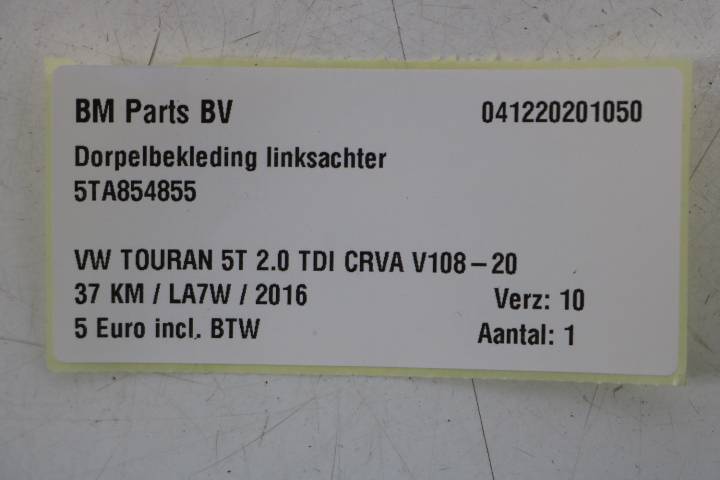 BM Parts BV 041220201050
Dorpelbekleding linksachter
5TA854855
VW TOURAN 5T 2.0 TDI CRVA V108-20
37 KM / LA7W / 2016 Verz: 10
5 Euro incl. BTW Aantal: 1